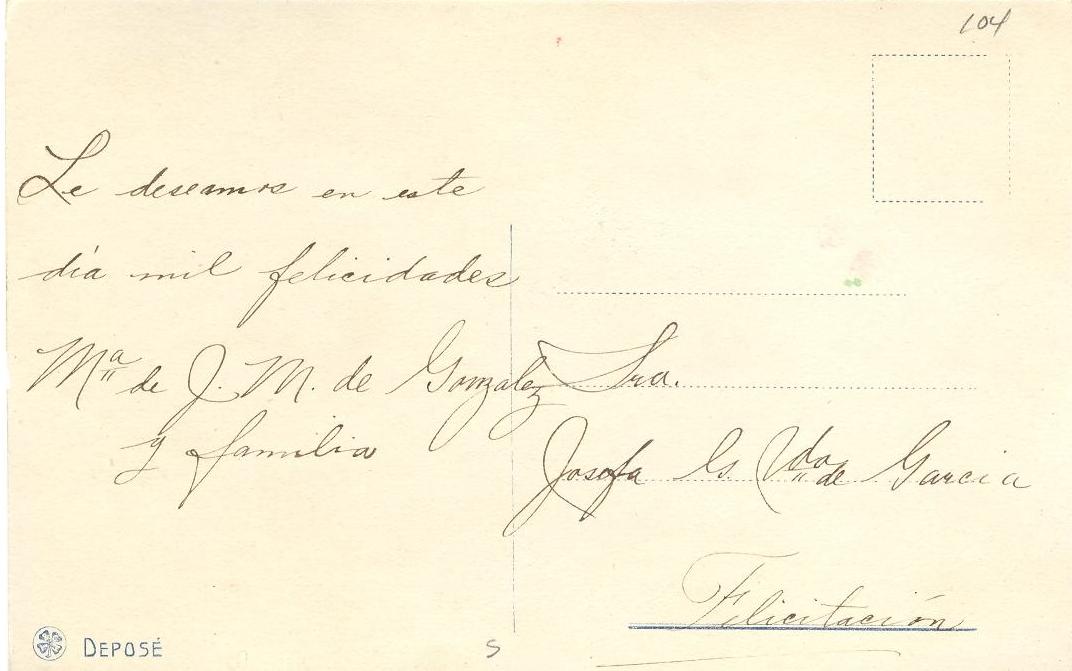 104
Le deseamos en este
día mil felicidades
Mª de J. M. de Gonzalez
y familia
Sra.
Josefa G. Vda de Garcia
Felicitación
DEPOSÉ
S